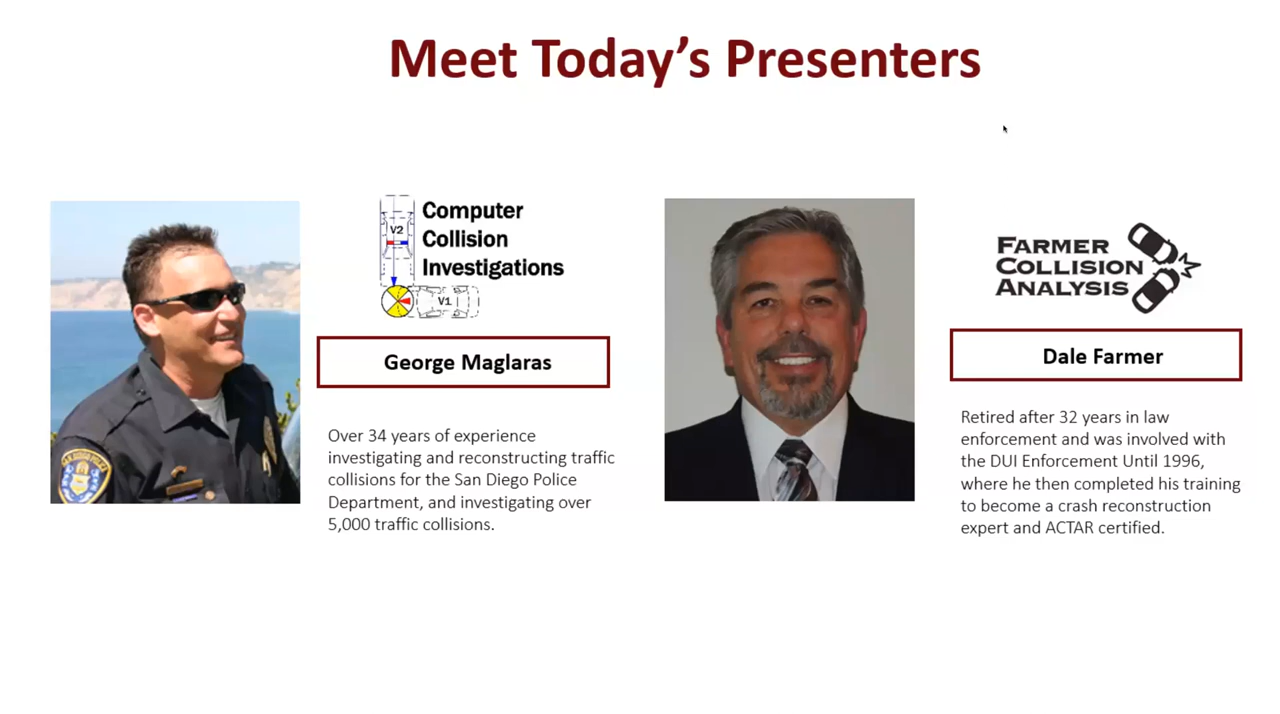 Meet Today's Presenters
V2
Computer
Collision
Investigations
V1
George Maglaras
Over 34 years of experience
investigating and reconstructing traffic
collisions for the San Diego Police
Department, and investigating over
5,000 traffic collisions.
FARMER
COLLISION
ANALYSIS
Dale Farmer
Retired after 32 years in law
enforcement and was involved with
the DUI Enforcement Until 1996,
where he then completed his training
to become a crash reconstruction
expert and ACTAR certified.